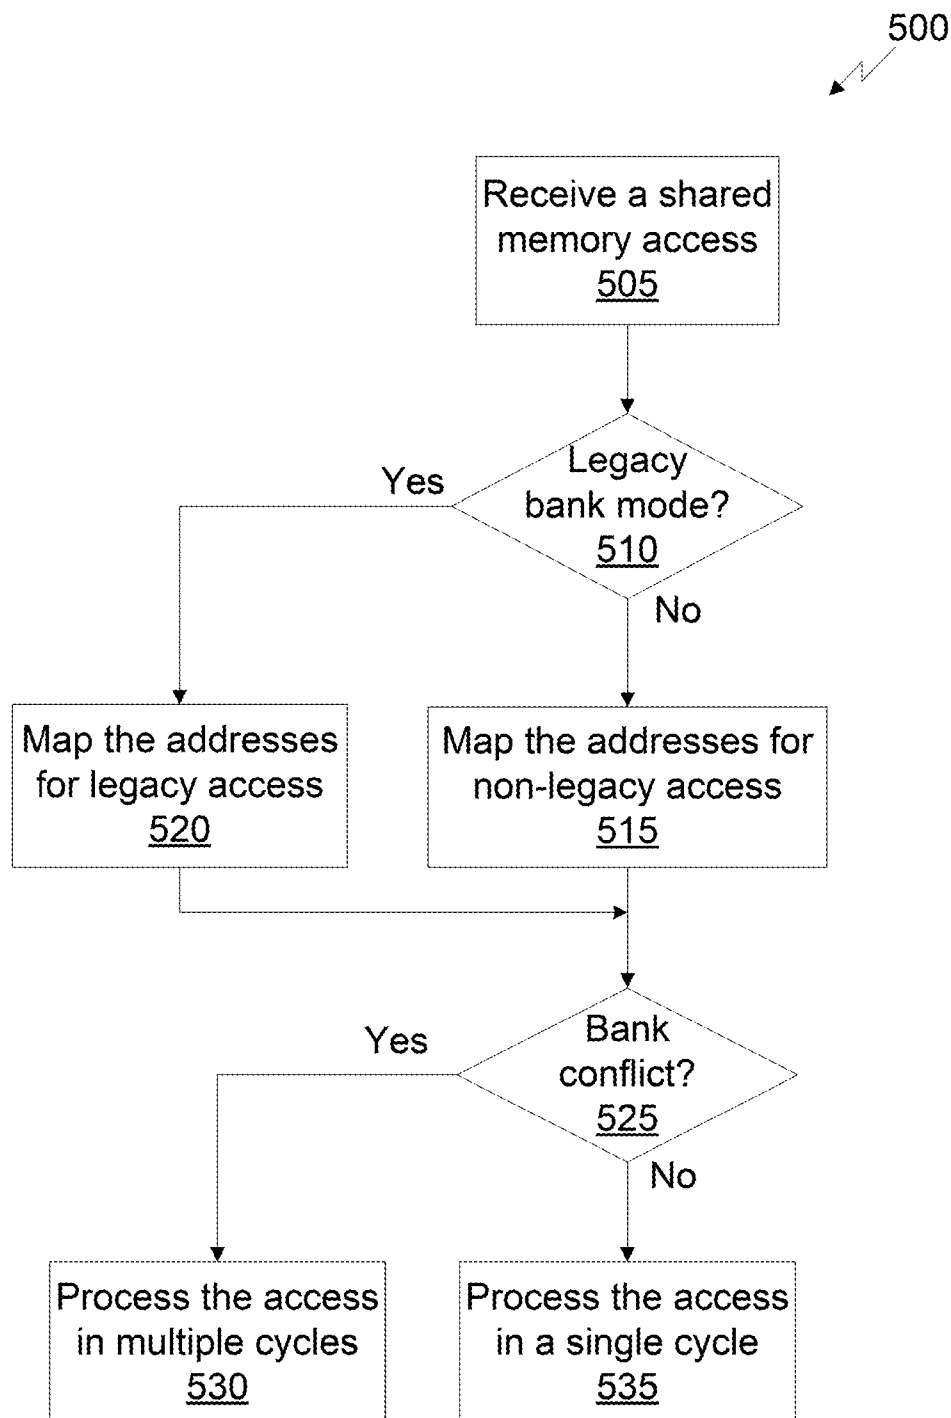 500
Receive a shared
memory access
505
Legacy
bank mode?
510
Yes
No
Map the addresses
for legacy access
520
Map the addresses for
non-legacy access
515
Bank
conflict?
525
Yes
No
Process the access
in multiple cycles
530
Process the access
in a single cycle
535